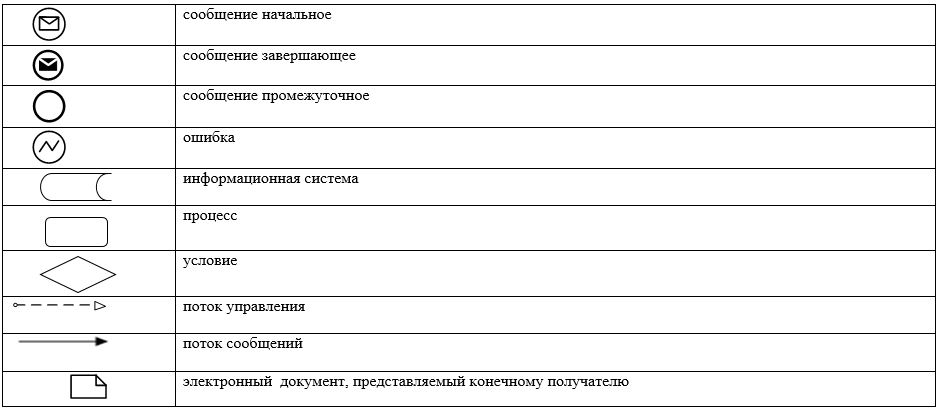 сообщение начальное
сообщение завершающее
сообщение промежуточное
ошибка
информационная система
процесс
условие
поток управления
поток сообщений
электронный документ, представляемый конечному получателю